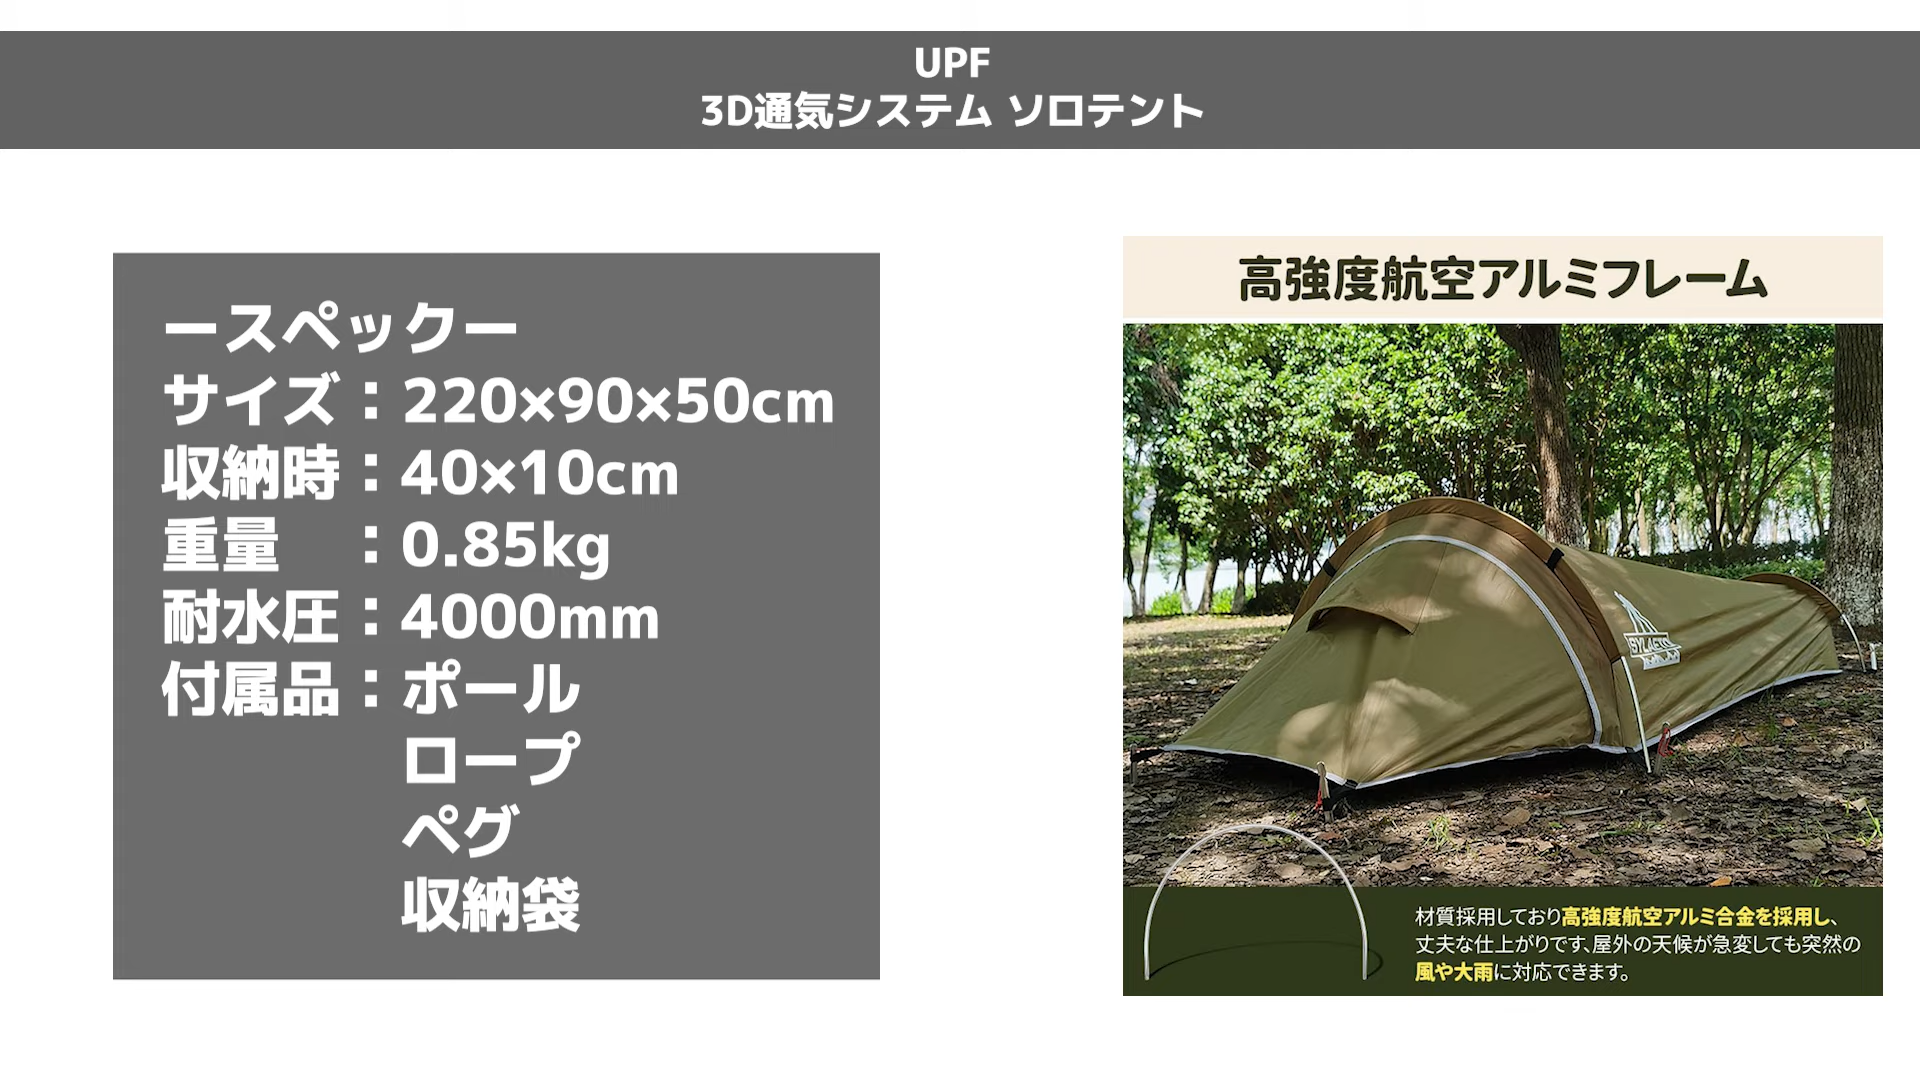 UPF
3D通気システム ソロテント
ースペックー
サイズ：220×90×50cm
収納時：40×10cm
重量　：0.85kg
耐水圧：4000mm
付属品：ポール
ロープ
ペグ
収納袋
高強度航空アルミフレーム
材質採用しており高強度航空アルミ合金を採用し、
丈夫な仕上がりです、屋外の天候が急変しても突然の
風や大雨に対応できます。